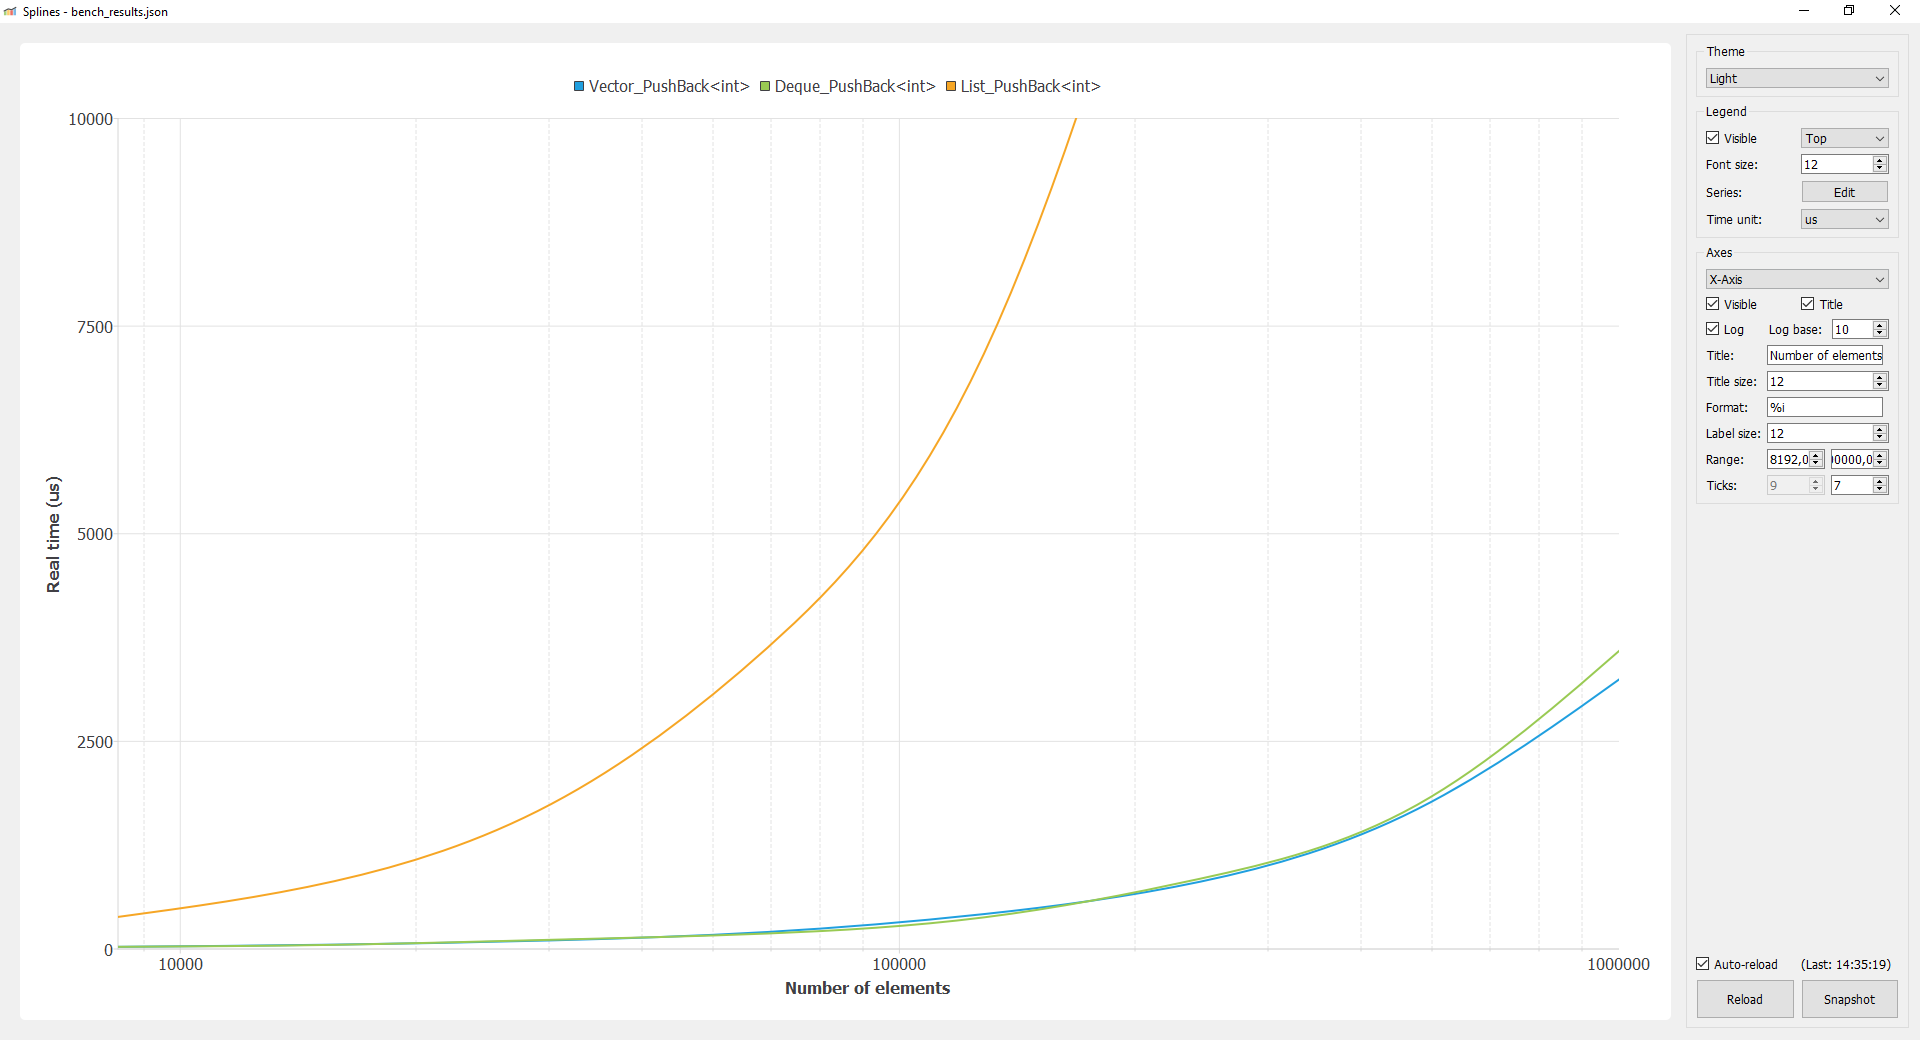 Splines - bench_results.json
Vector_PushBack<int> Deque_PushBack<int> List_PushBack<int>
10000
7500
5000
2500
0
Real time (us)
10000 100000 1000000
Number of elements
Theme
Light
Legend
Visible Top
Font size: 12
Series: Edit
Time unit: us
Axes
X-Axis
Visible Title
Log Log base: 10
Title: Number of elements
Title size: 12
Format: %i
Label size: 12
Range: 8192,0 00000,0
Ticks: 9 7
Auto-reload (Last: 14:35:19)
Reload Snapshot